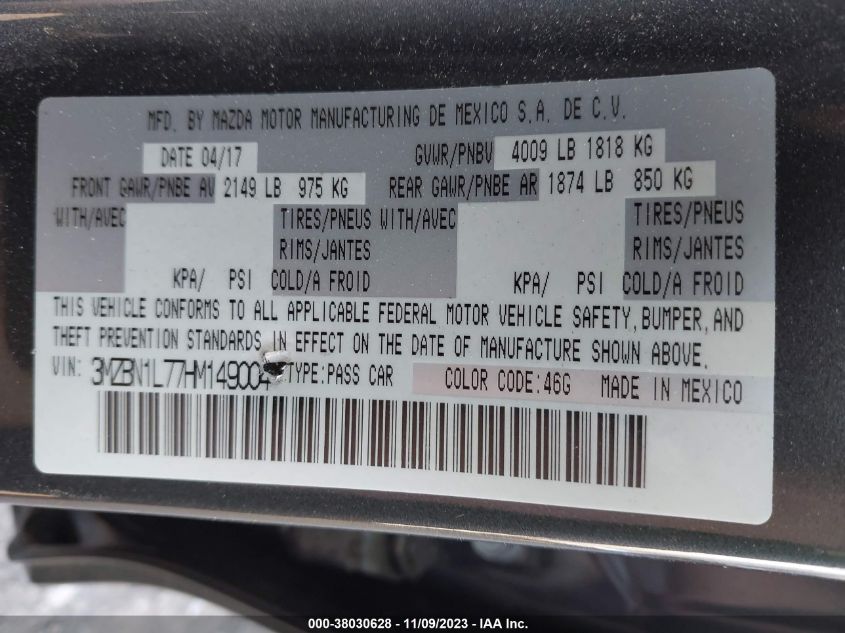 MFD. BY MAZDA MOTOR MANUFACTURING DE MEXICO S.A. DE C.V.
DATE 04/17 GVWR/PNBV 4009 LB 1818 KG
FRONT GAWR/PNBE AV 2149 LB 975 KG REAR GAWR/PNBE AR 1874 LB 850 KG
WITH/AVEC TIRES/PNEUS WITH/AVEC TIRES/PNEUS
RIMS/JANTES RIMS/JANTES
KPA/ PSI COLD/A FROID KPA/ PSI COLD/A FROID
THIS VEHICLE CONFORMS TO ALL APPLICABLE FEDERAL MOTOR VEHICLE SAFETY, BUMPER, AND
THEFT PREVENTION STANDARDS IN EFFECT ON THE DATE OF MANUFACTURE SHOWN ABOVE.
VIN: 3MZBN1L77HM149004 TYPE:PASS CAR COLOR CODE:46G MADE IN MEXICO
000-38030628 - 11/09/2023 - IAA Inc.